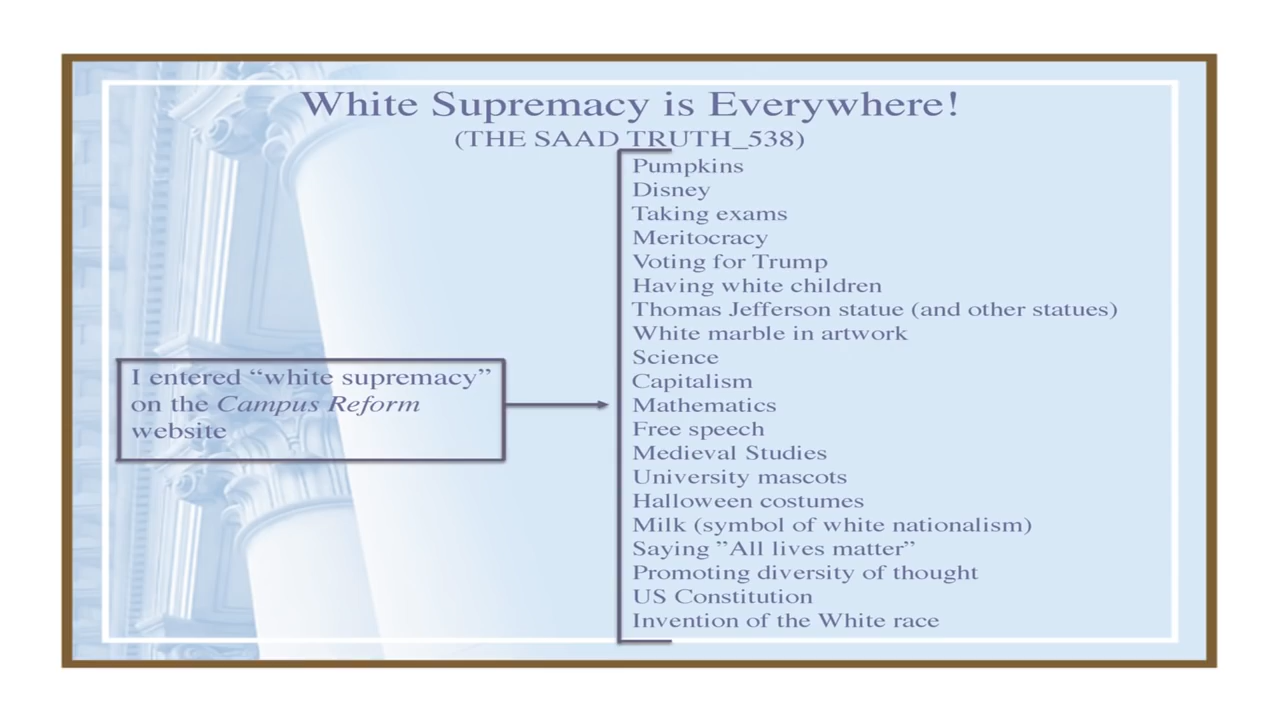 White Supremacy is Everywhere!
(THE SAAD TRUTH_538)
I entered “white supremacy”
on the Campus Reform
website
Pumpkins
Disney
Taking exams
Meritocracy
Voting for Trump
Having white children
Thomas Jefferson statue (and other statues)
White marble in artwork
Science
Capitalism
Mathematics
Free speech
Medieval Studies
University mascots
Halloween costumes
Milk (symbol of white nationalism)
Saying ”All lives matter”
Promoting diversity of thought
US Constitution
Invention of the White race